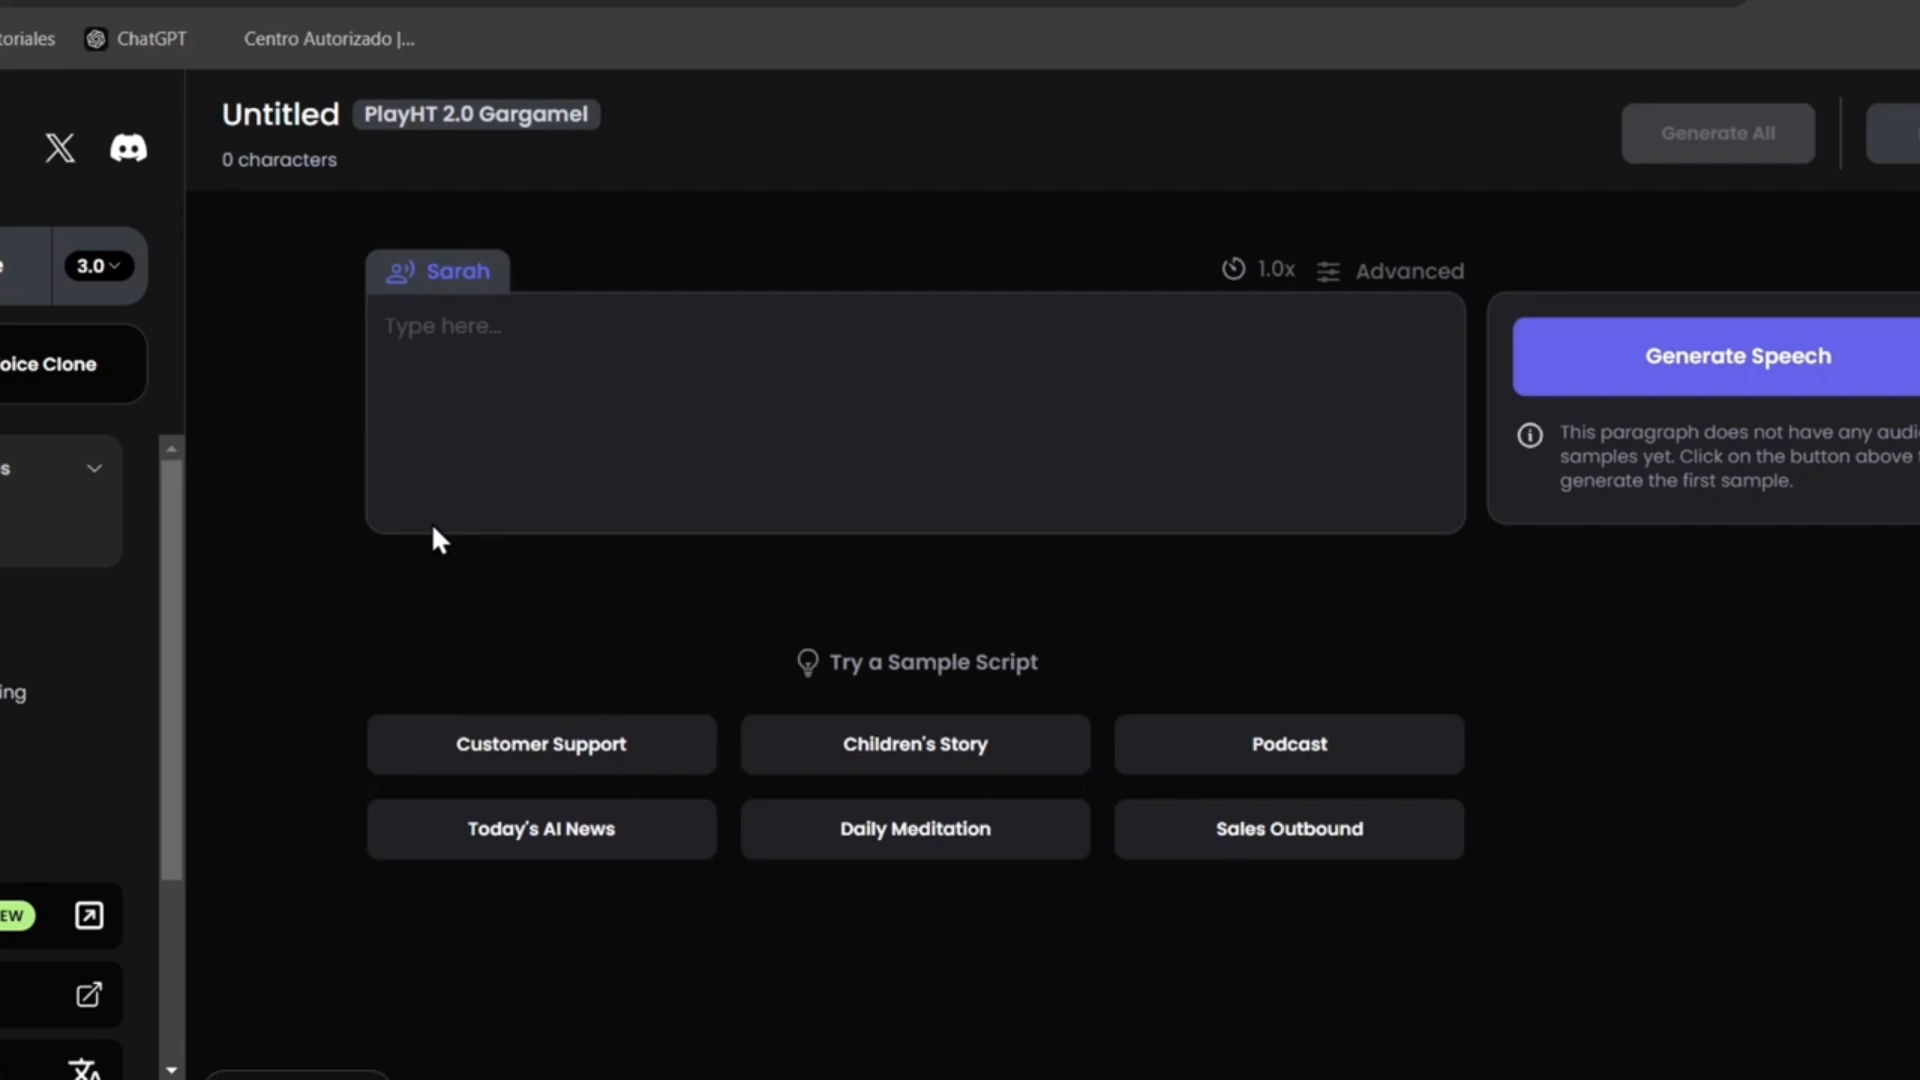 toriales
ChatGPT
Centro Autorizado |...
Untitled
PlayHT 2.0 Gargamel
0 characters
Generate All
3.0
oice Clone
Sarah
1.0x
Advanced
Type here...
Generate Speech
This paragraph does not have any audi
samples yet. Click on the button above
generate the first sample.
s
ing
Try a Sample Script
Customer Support
Children's Story
Podcast
Today's AI News
Daily Meditation
Sales Outbound
EW